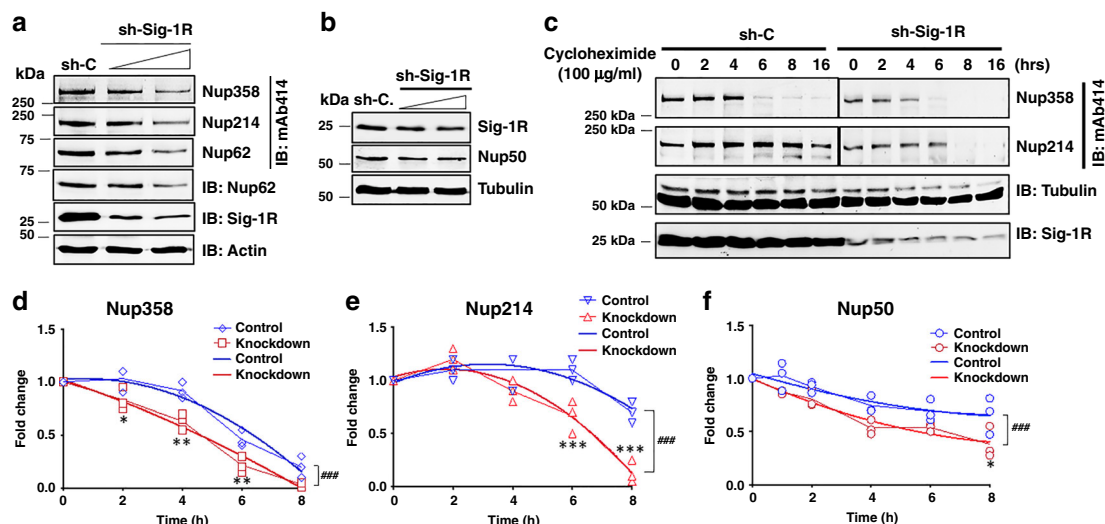 a
sh-Sig-1R
sh-C
kDa
250
250
75
75
25
50
Nup358
Nup214
Nup62
IB: mAb414
IB: Nup62
IB: Sig-1R
IB: Actin
b
sh-Sig-1R
kDa sh-C.
25
50
50
Sig-1R
Nup50
Tubulin
c
sh-C
sh-Sig-1R
Cycloheximide
(100 µg/ml)
0 2 4 6 8 16 0 2 4 6 8 16 (hrs)
250 kDa
250 kDa
50 kDa
25 kDa
Nup358
Nup214
IB: mAb414
IB: Tubulin
IB: Sig-1R
d
Nup358
Control
Knockdown
Control
Knockdown
Fold change
1.5
1.0
0.5
0.0
0 2 4 6 8
Time (h)
*
**
**
###
e
Nup214
Control
Knockdown
Control
Knockdown
Fold change
1.5
1.0
0.5
0.0
0 2 4 6 8
Time (h)
***
***
###
f
Nup50
Control
Knockdown
Control
Knockdown
Fold change
1.5
1.0
0.5
0.0
0 2 4 6 8
Time (h)
*
###